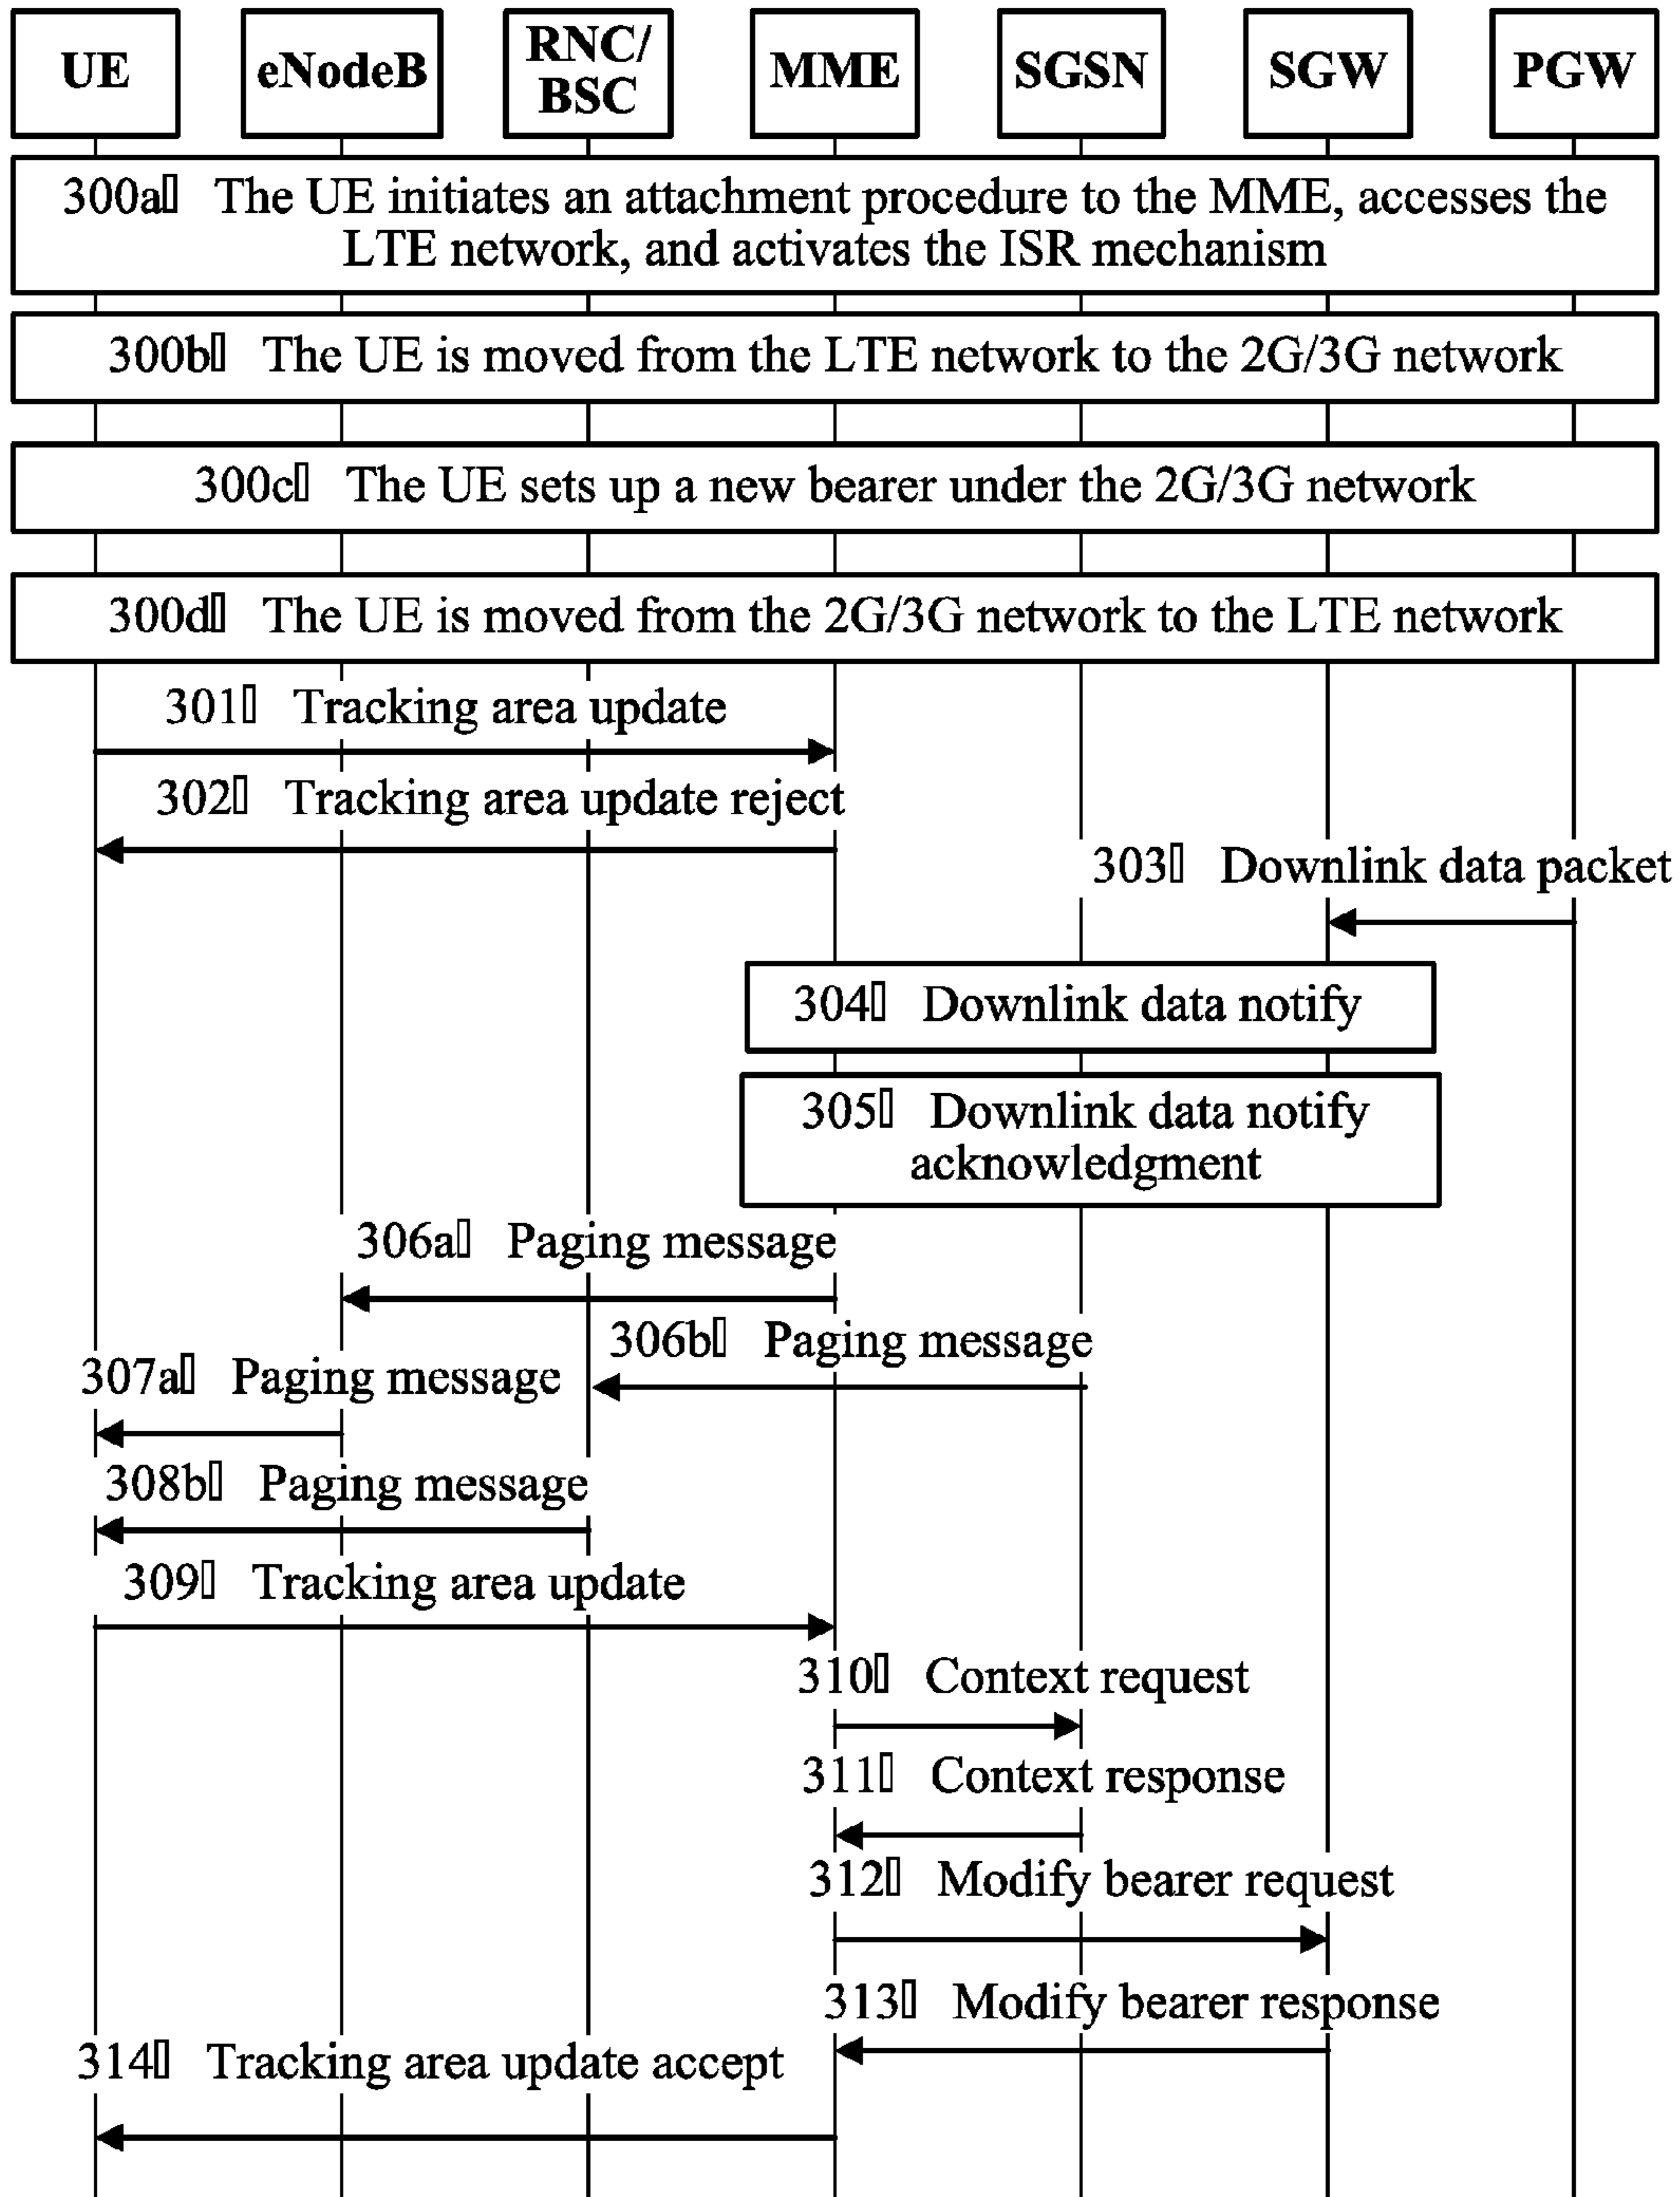 UE
eNodeB
RNC/
BSC
MME
SGSN
SGW
PGW
300a▯ The UE initiates an attachment procedure to the MME, accesses the
LTE network, and activates the ISR mechanism
300b▯ The UE is moved from the LTE network to the 2G/3G network
300c▯ The UE sets up a new bearer under the 2G/3G network
300d▯ The UE is moved from the 2G/3G network to the LTE network
301▯ Tracking area update
302▯ Tracking area update reject
303▯ Downlink data packet
304▯ Downlink data notify
305▯ Downlink data notify
acknowledgment
306a▯ Paging message
306b▯ Paging message
307a▯ Paging message
308b▯ Paging message
309▯ Tracking area update
310▯ Context request
311▯ Context response
312▯ Modify bearer request
313▯ Modify bearer response
314▯ Tracking area update accept